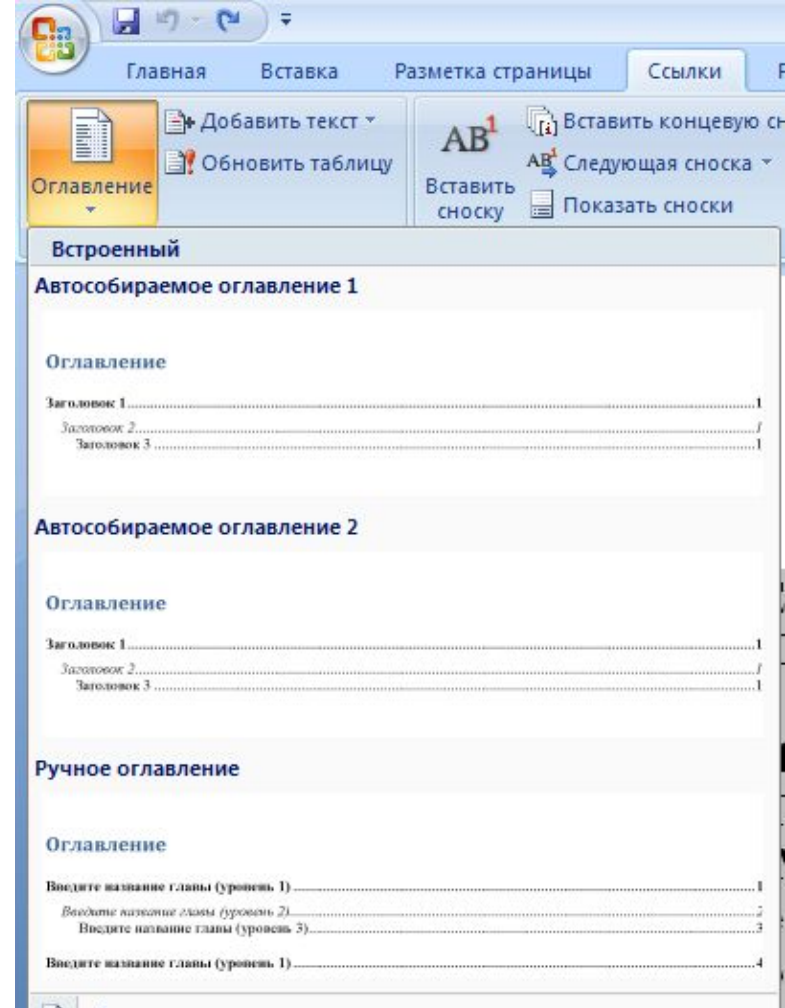 Главная Вставка Разметка страницы Ссылки
Оглавление
Добавить текст
Обновить таблицу
AB1
Вставить сноску
Вставить концевую сн
AB1 Следующая сноска
Показать сноски
Встроенный
Автособираемое оглавление 1
Оглавление
Заголовок 1 1
Заголовок 2 1
Заголовок 3 1
Автособираемое оглавление 2
Оглавление
Заголовок 1 1
Заголовок 2 1
Заголовок 3 1
Ручное оглавление
Оглавление
Введите название главы (уровень 1) 1
Введите название главы (уровень 2) 2
Введите название главы (уровень 3) 3
Введите название главы (уровень 1) 4